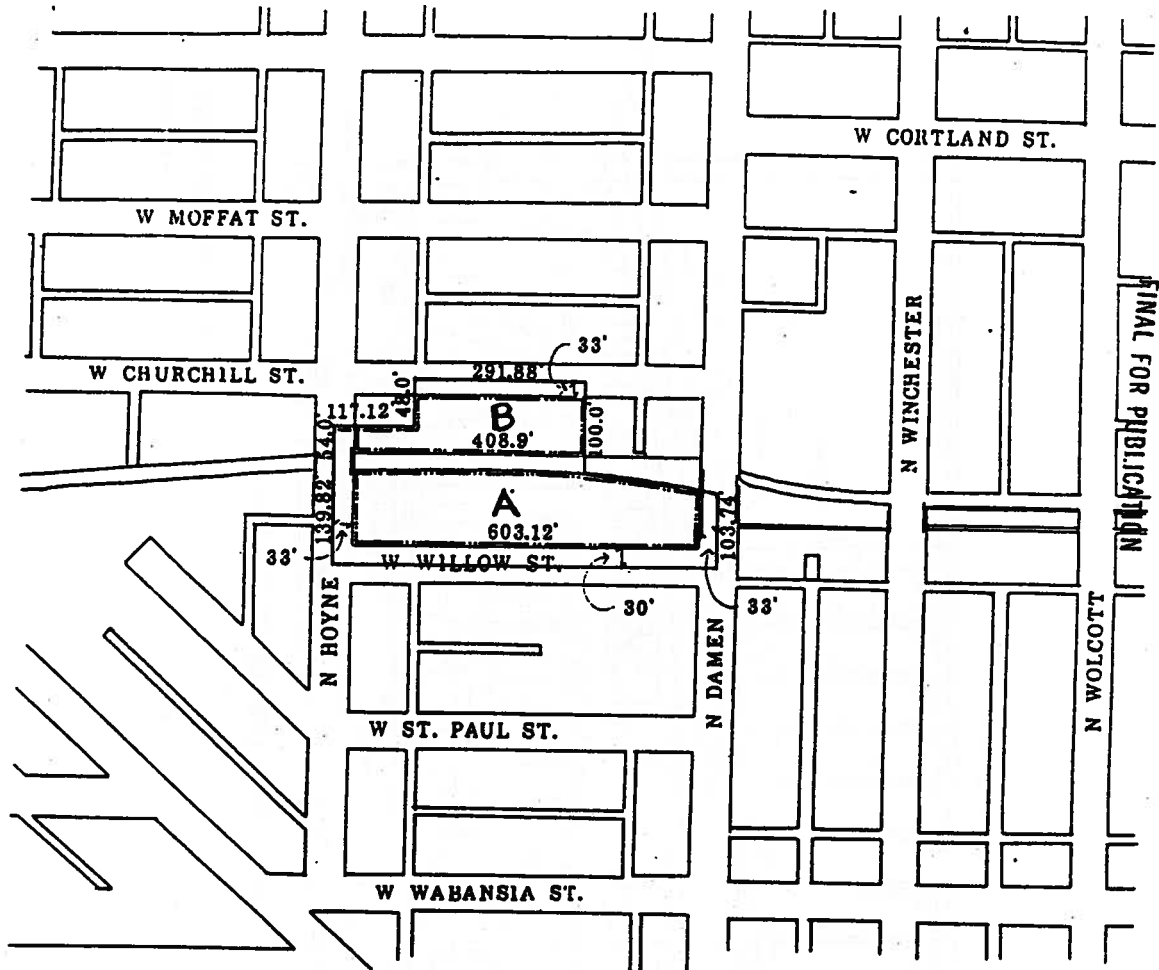 W CORTLAND ST.
W MOFFAT ST.
FINAL FOR PUBLICATION
N WINCHESTER
33'
W CHURCHILL ST.
291.88'
48.0'
117.12'
B
100.0'
54.0'
408.9'
A
139.82'
603.12'
103.74
33'
W WILLOW ST.
30'
33'
N HOYNE
N DAMEN
N WOLCOTT
W ST. PAUL ST.
W WABANSIA ST.